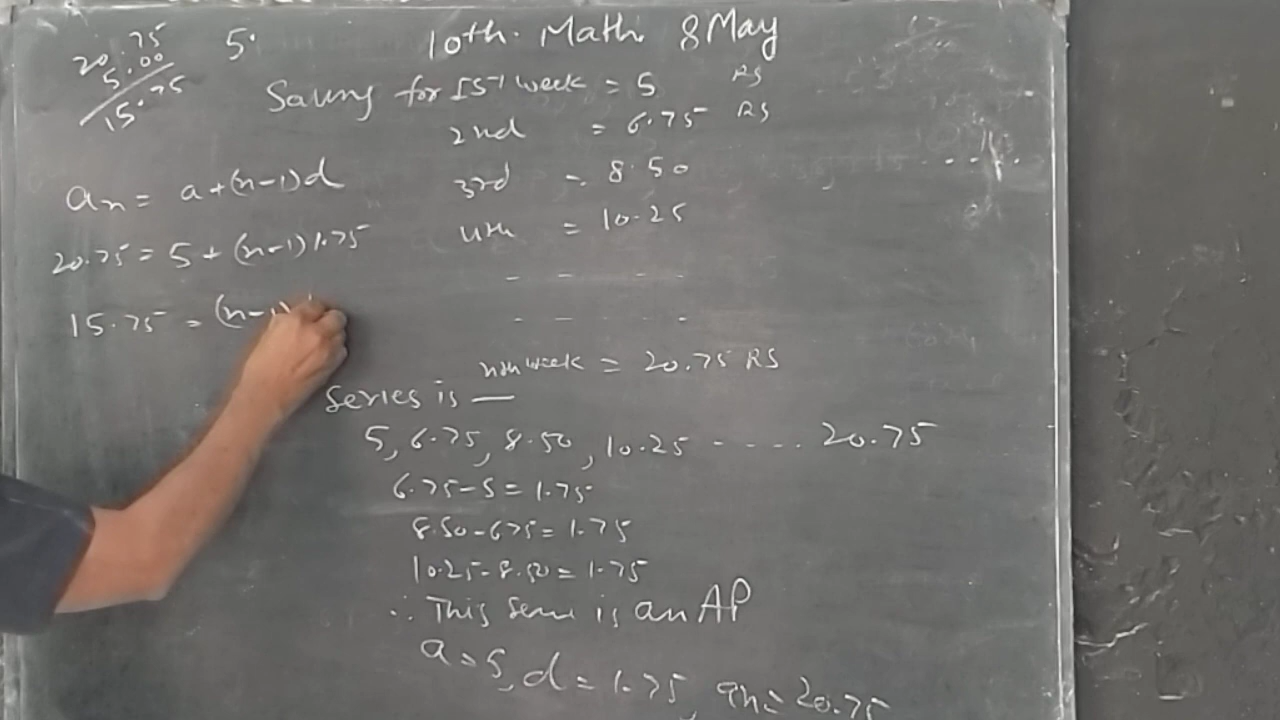 10th. Math. 8 May
20.75
5.00
15.75
5.
Saving for 1st week = 5 RS
2nd = 6.75 RS
3rd = 8.50
4th = 10.25
- - - -
- - - -
nth week = 20.75 RS
an = a+(n-1)d
20.75 = 5 + (n-1) 1.75
15.75 = (n-1)
Series is —
5, 6.75, 8.50, 10.25 - - .... 20.75
6.75-5 = 1.75
8.50-675 = 1.75
10.25-8.50 = 1.75
∴ This is an AP
a = 5, d = 1.75, an = 20.75